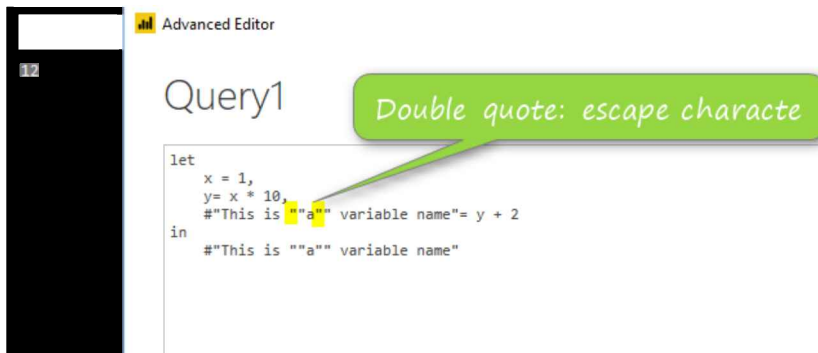 Advanced Editor
12
Query1
Double quote: escape characte
let
x = 1,
y= x * 10,
#"This is ""a"" variable name"= y + 2
in
#"This is ""a"" variable name"